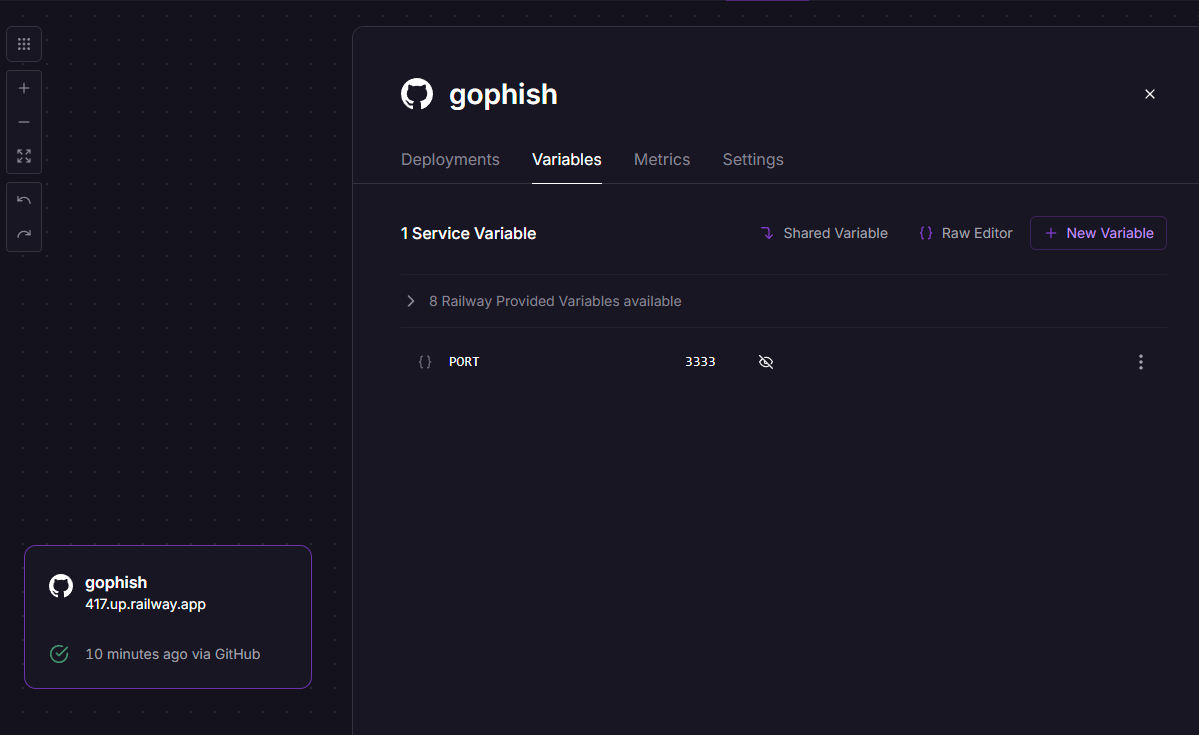 gophish
Deployments Variables Metrics Settings
1 Service Variable Shared Variable {} Raw Editor + New Variable
8 Railway Provided Variables available
{} PORT 3333
gophish
417.up.railway.app
10 minutes ago via GitHub